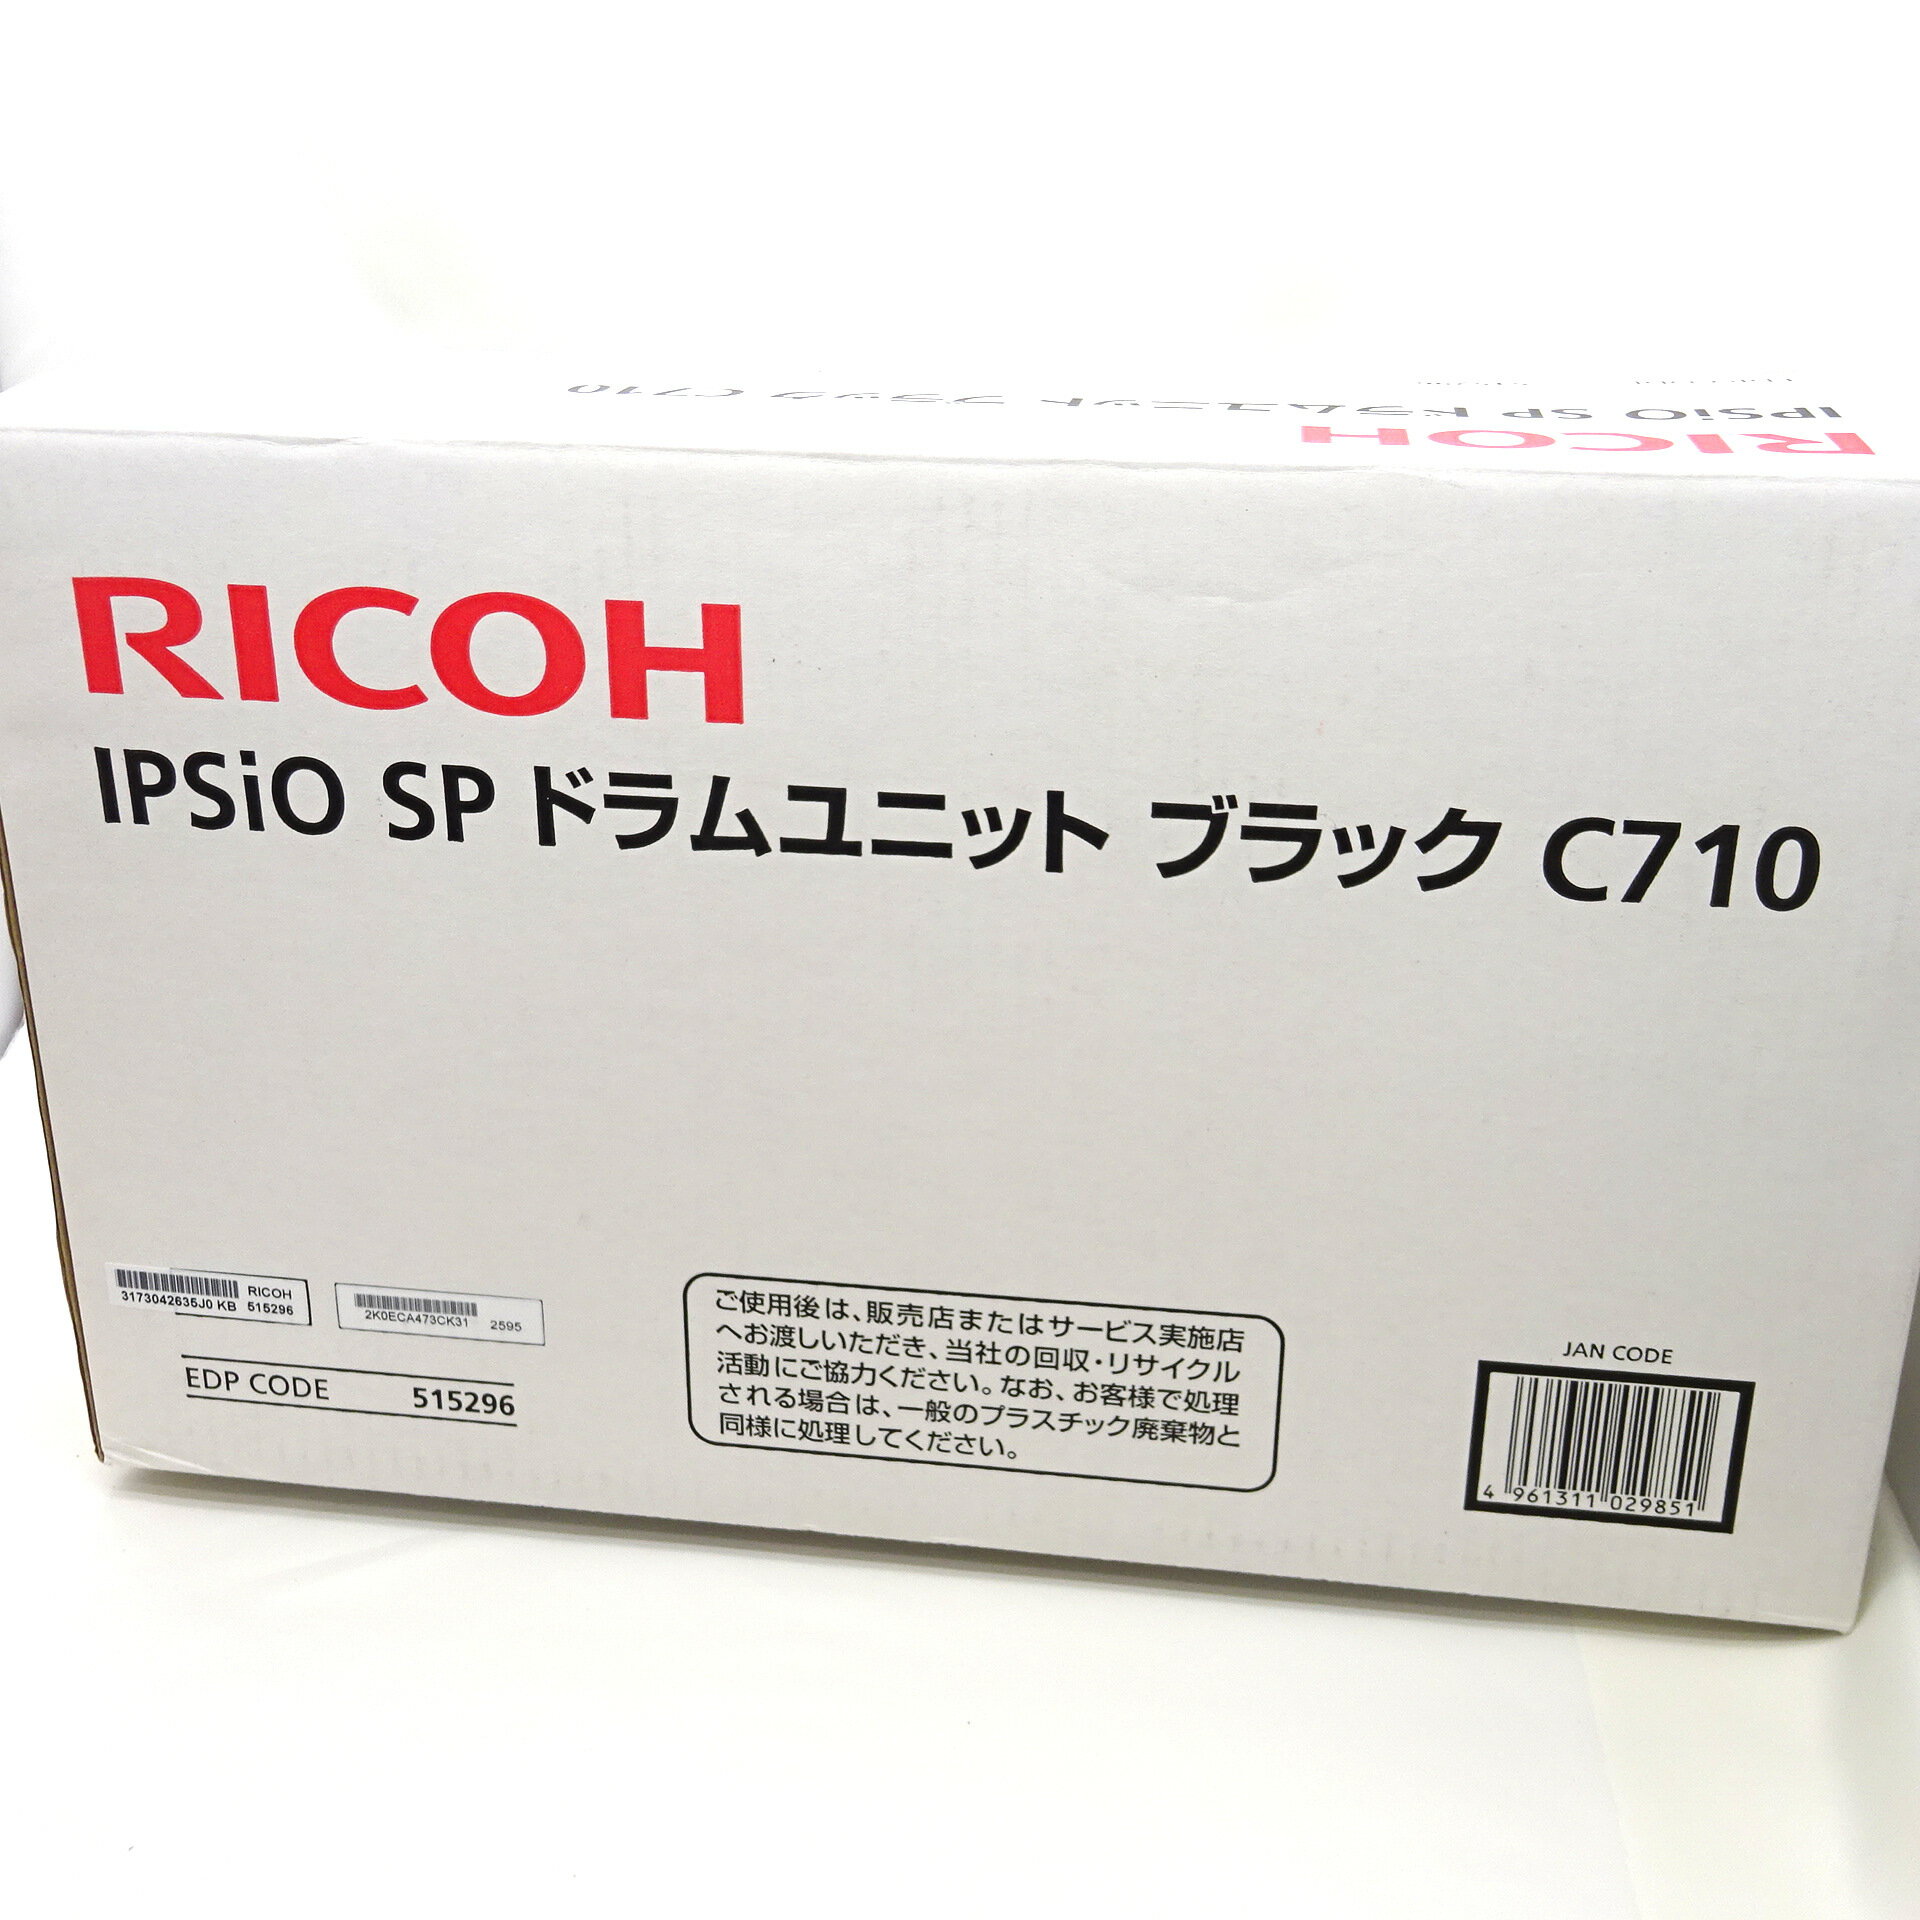 IPSiO SP ドラムユニット ブラック C710
RICOH
RICOH
IPSiO SP ドラムユニット ブラック C710
3173042635J0 KB
RICOH
515296
2K0ECA473CK31
2595
EDP CODE 515296
ご使用後は、販売店またはサービス実施店
へお渡しいただき、当社の回収・リサイクル
活動にご協力ください。なお、お客様で処理
される場合は、一般のプラスチック廃棄物と
同様に処理してください。
JAN CODE
4 961311 029851